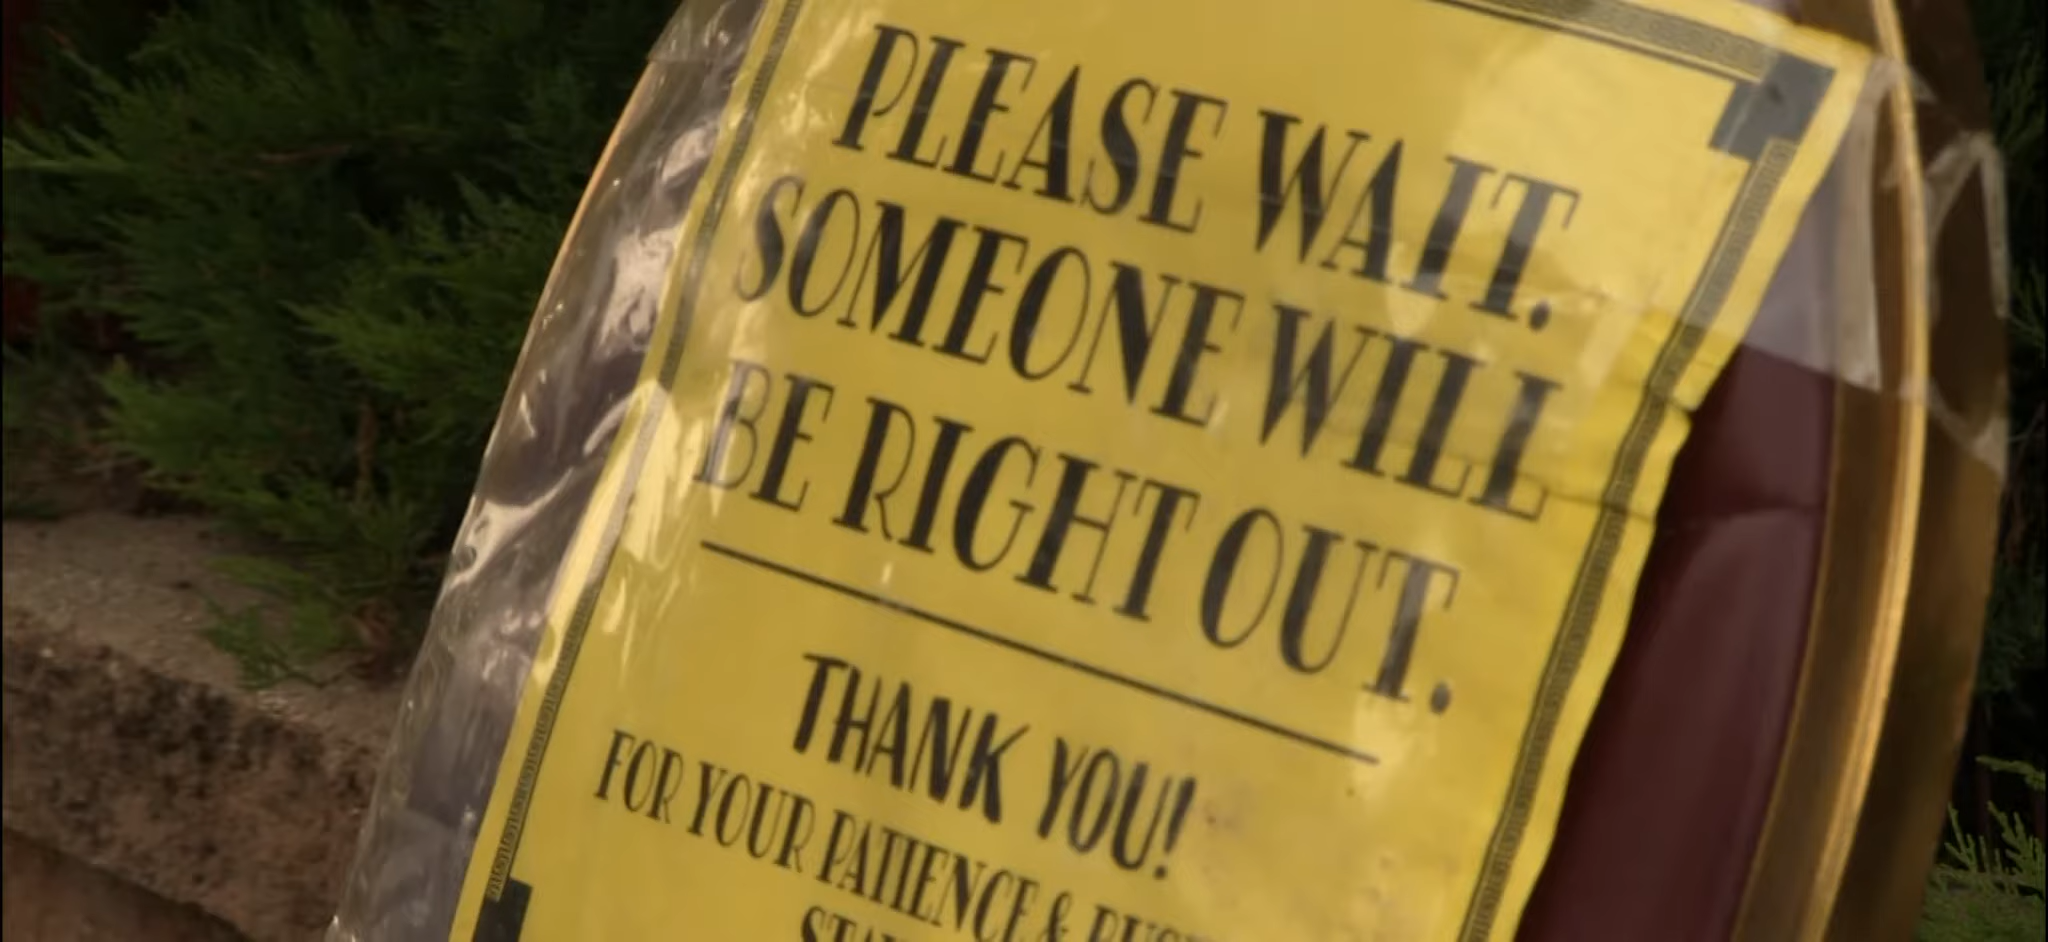 PLEASE WAIT.
SOMEONE WILL
BE RIGHT OUT.
THANK YOU!
FOR YOUR PATIENCE &